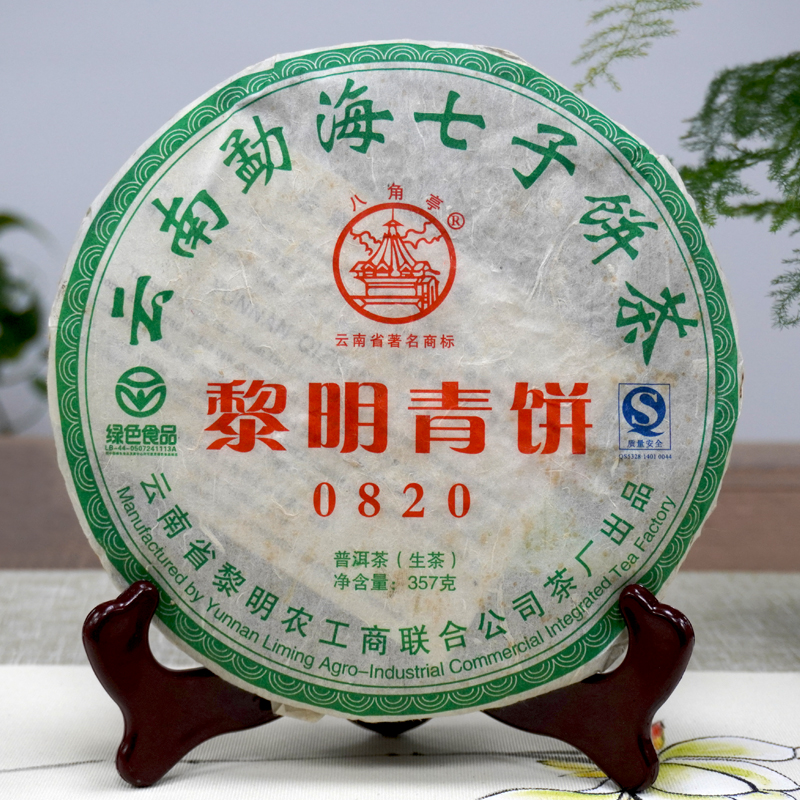 云南勐海七子饼茶
八角亭®
云南省著名商标
绿色食品
LB-44-0507241113A
黎明青饼
S
质量安全
QS5328 1401 0044
0820
普洱茶（生茶）
净含量：357克
云南省黎明农工商联合公司茶厂出品
Manufactured by Yunnan Liming Agro-Industrial Commercial Integrated Tea Factory